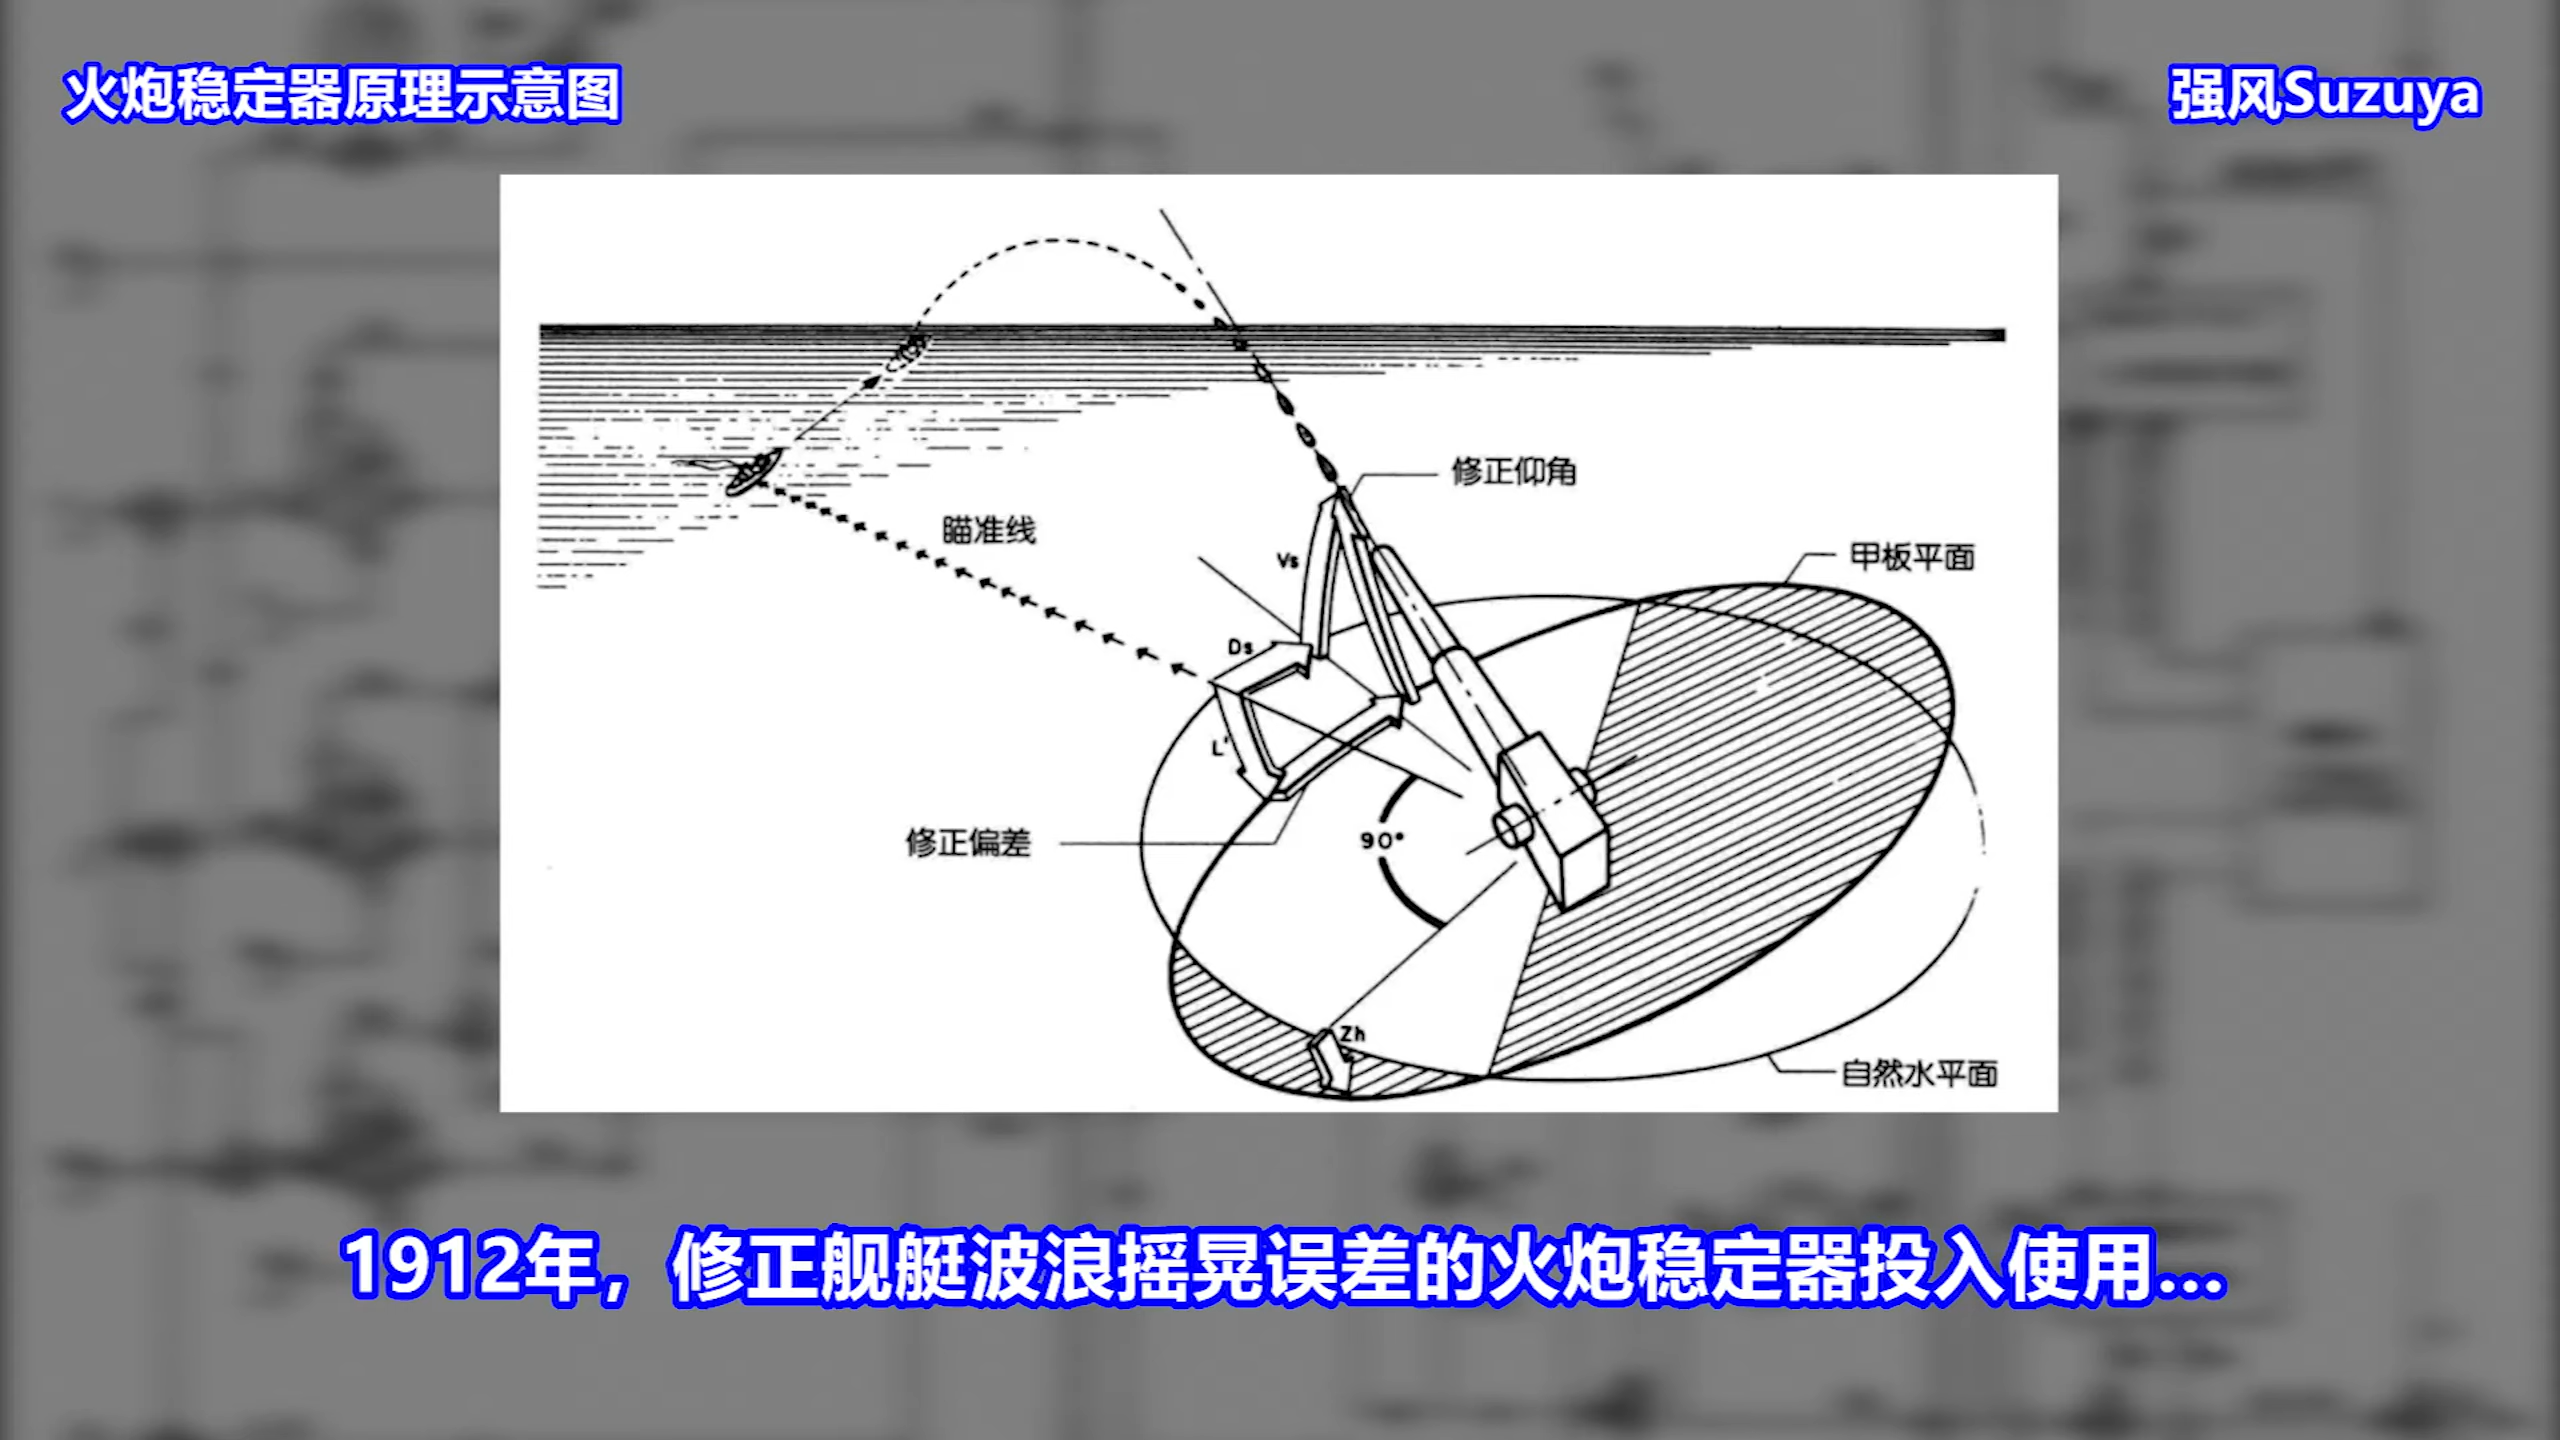 火炮稳定器原理示意图
强风Suzuya
修正仰角
瞄准线
Vs
甲板平面
Ds
L'
修正偏差
90°
Zh
自然水平面
1912年，修正舰艇波浪摇晃误差的火炮稳定器投入使用...